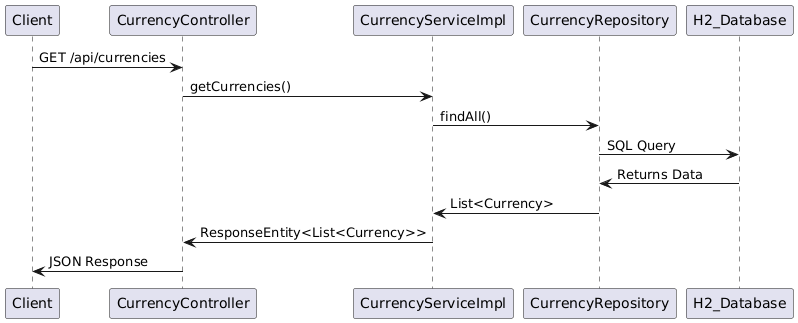 Client
CurrencyController
CurrencyServiceImpl
CurrencyRepository
H2_Database
GET /api/currencies
getCurrencies()
findAll()
SQL Query
Returns Data
List<Currency>
ResponseEntity<List<Currency>>
JSON Response
Client
CurrencyController
CurrencyServiceImpl
CurrencyRepository
H2_Database